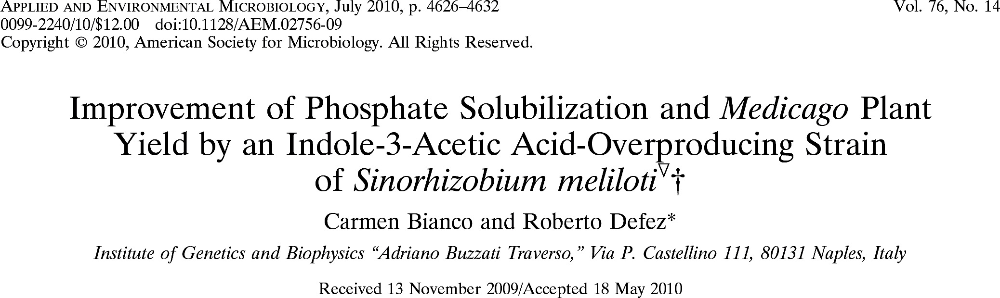 APPLIED AND ENVIRONMENTAL MICROBIOLOGY, July 2010, p. 4626–4632 Vol. 76, No. 14
0099-2240/10/$12.00 doi:10.1128/AEM.02756-09
Copyright © 2010, American Society for Microbiology. All Rights Reserved.
Improvement of Phosphate Solubilization and Medicago Plant
Yield by an Indole-3-Acetic Acid-Overproducing Strain
of Sinorhizobium meliloti▽†
Carmen Bianco and Roberto Defez*
Institute of Genetics and Biophysics “Adriano Buzzati Traverso,” Via P. Castellino 111, 80131 Naples, Italy
Received 13 November 2009/Accepted 18 May 2010